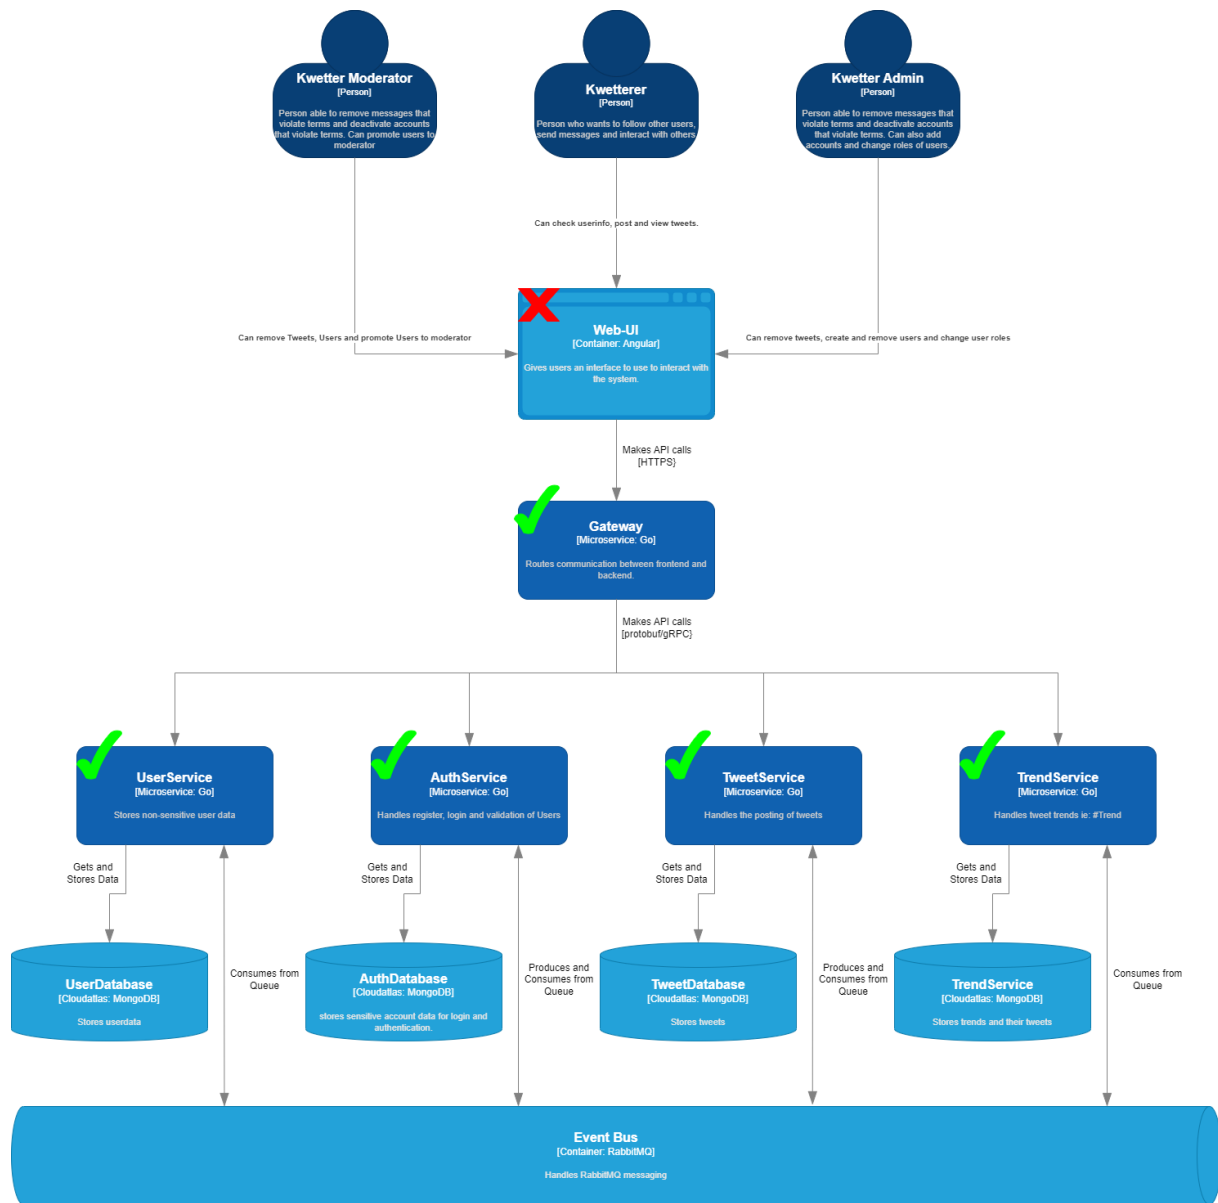 Kwetter Moderator
[Person]
Person able to remove messages that
violate terms and deactivate accounts
that violate terms. Can promote users to
moderator
Kwetterer
[Person]
Person who wants to follow other users,
send messages and interact with others
Kwetter Admin
[Person]
Person able to remove messages that
violate terms and deactivate accounts
that violate terms. Can also add
accounts and change roles of users.
Can check userinfo, post and view tweets.
Can remove Tweets, Users and promote Users to moderator
Can remove tweets, create and remove users and change user roles
Web-UI
[Container: Angular]
Gives users an interface to use to interact with
the system.
Makes API calls
[HTTPS}
Gateway
[Microservice: Go]
Routes communication between frontend and
backend.
Makes API calls
[protobuf/gRPC}
UserService
[Microservice: Go]
Stores non-sensitive user data
AuthService
[Microservice: Go]
Handles register, login and validation of Users
TweetService
[Microservice: Go]
Handles the posting of tweets
TrendService
[Microservice: Go]
Handles tweet trends ie: #Trend
Gets and
Stores Data
Gets and
Stores Data
Gets and
Stores Data
Gets and
Stores Data
UserDatabase
[Cloudatlas: MongoDB]
Stores userdata
Consumes from
Queue
AuthDatabase
[Cloudatlas: MongoDB]
stores sensitive account data for login and
authentication.
Produces and
Consumes from
Queue
TweetDatabase
[Cloudatlas: MongoDB]
Stores tweets
Produces and
Consumes from
Queue
TrendService
[Cloudatlas: MongoDB]
Stores trends and their tweets
Consumes from
Queue
Event Bus
[Container: RabbitMQ]
Handles RabbitMQ messaging